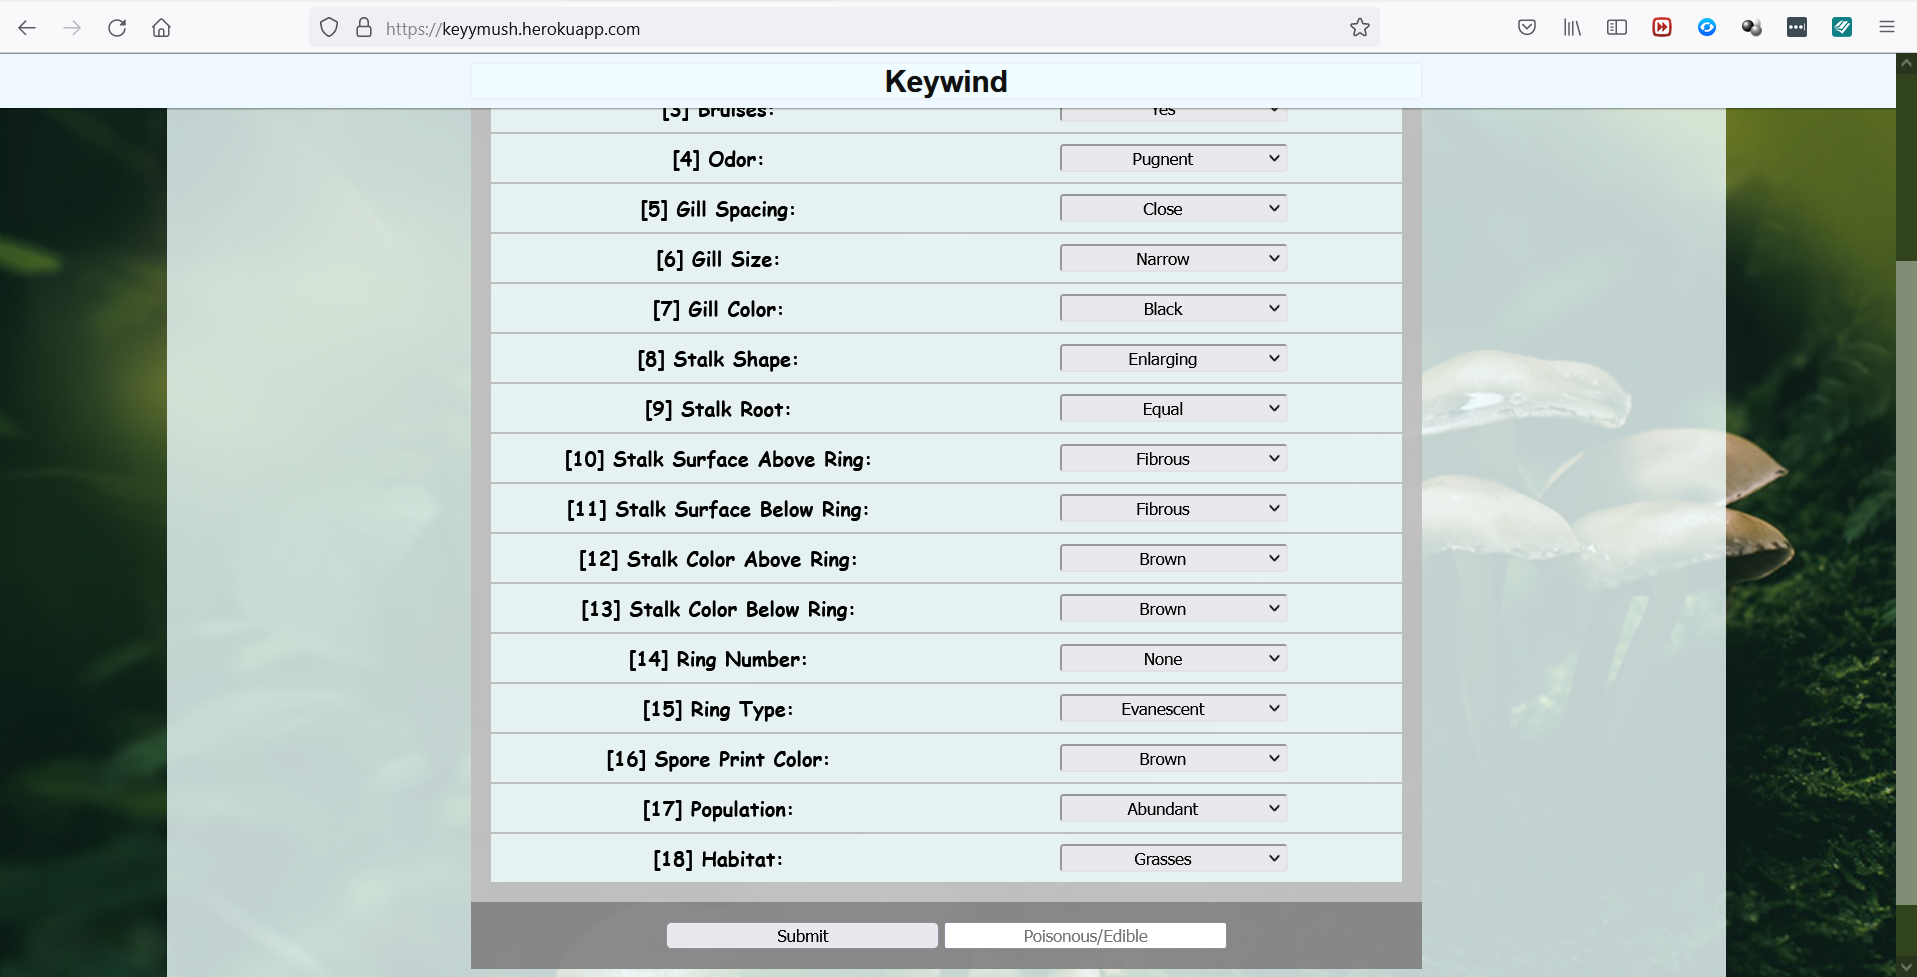 https://keyymush.herokuapp.com
Keywind
[3] Bruises: Yes
[4] Odor: Pugnent
[5] Gill Spacing: Close
[6] Gill Size: Narrow
[7] Gill Color: Black
[8] Stalk Shape: Enlarging
[9] Stalk Root: Equal
[10] Stalk Surface Above Ring: Fibrous
[11] Stalk Surface Below Ring: Fibrous
[12] Stalk Color Above Ring: Brown
[13] Stalk Color Below Ring: Brown
[14] Ring Number: None
[15] Ring Type: Evanescent
[16] Spore Print Color: Brown
[17] Population: Abundant
[18] Habitat: Grasses
Submit Poisonous/Edible